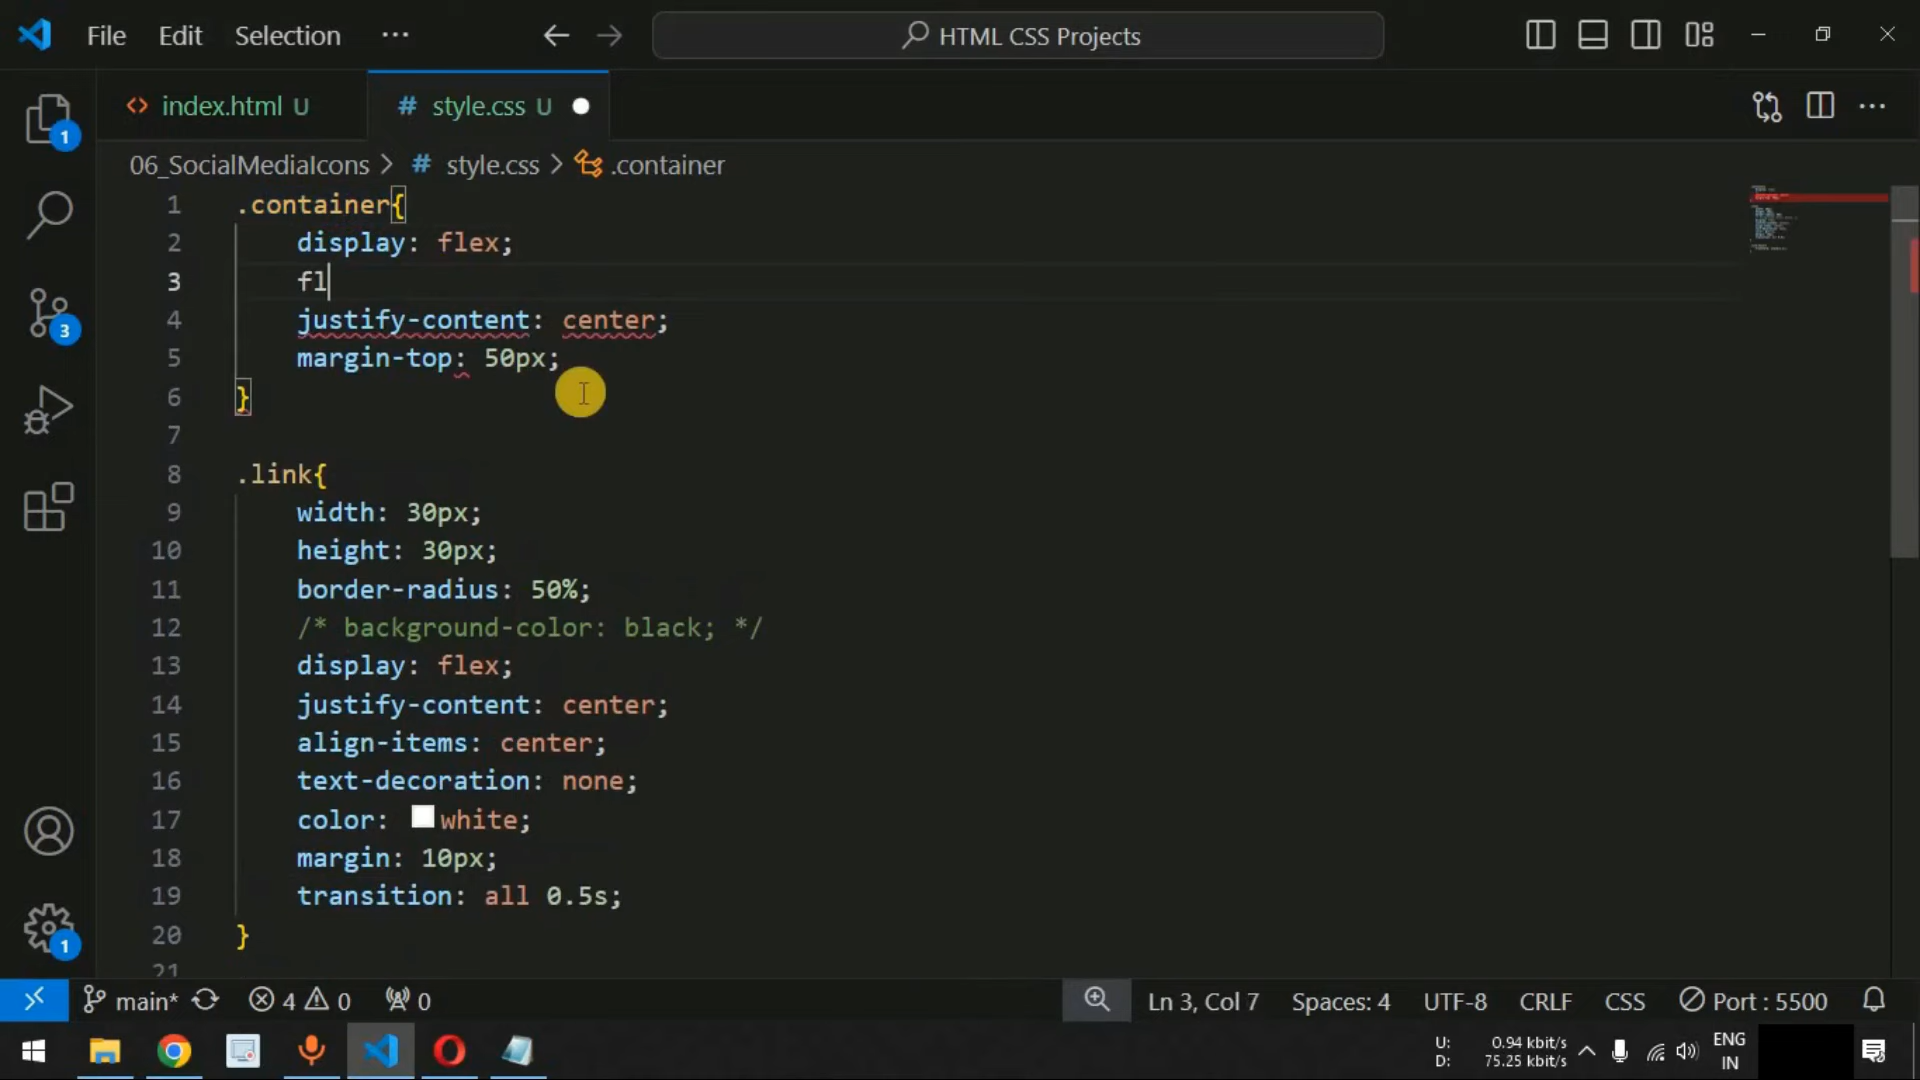 File Edit Selection ··· HTML CSS Projects
index.html U # style.css U
06_SocialMediaIcons > # style.css > .container
1 .container{
2 display: flex;
3 fl
4 justify-content: center;
5 margin-top: 50px;
6 }
7
8 .link{
9 width: 30px;
10 height: 30px;
11 border-radius: 50%;
12 /* background-color: black; */
13 display: flex;
14 justify-content: center;
15 align-items: center;
16 text-decoration: none;
17 color: white;
18 margin: 10px;
19 transition: all 0.5s;
20 }
21
1
3
1
main* 4 0 0 Ln 3, Col 7 Spaces: 4 UTF-8 CRLF CSS Port : 5500
U: 0.94 kbit/s
D: 75.25 kbit/s
ENG
IN